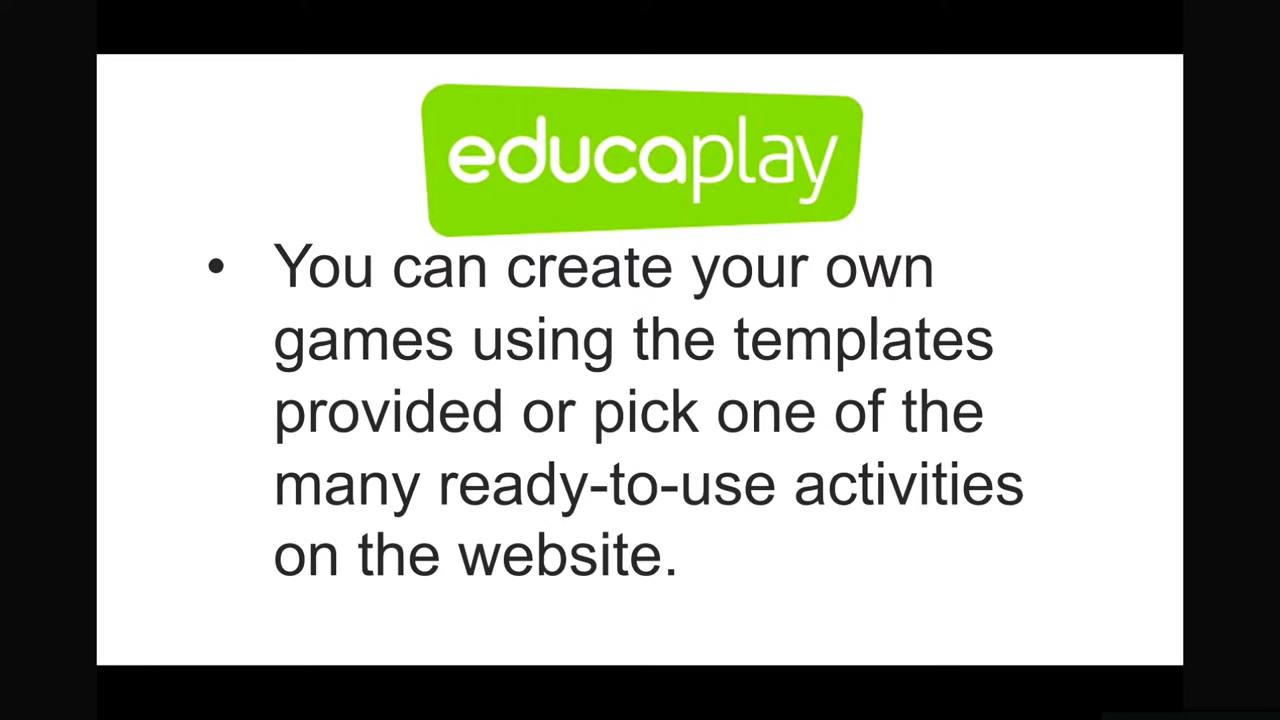 educaplay
• You can create your own
games using the templates
provided or pick one of the
many ready-to-use activities
on the website.